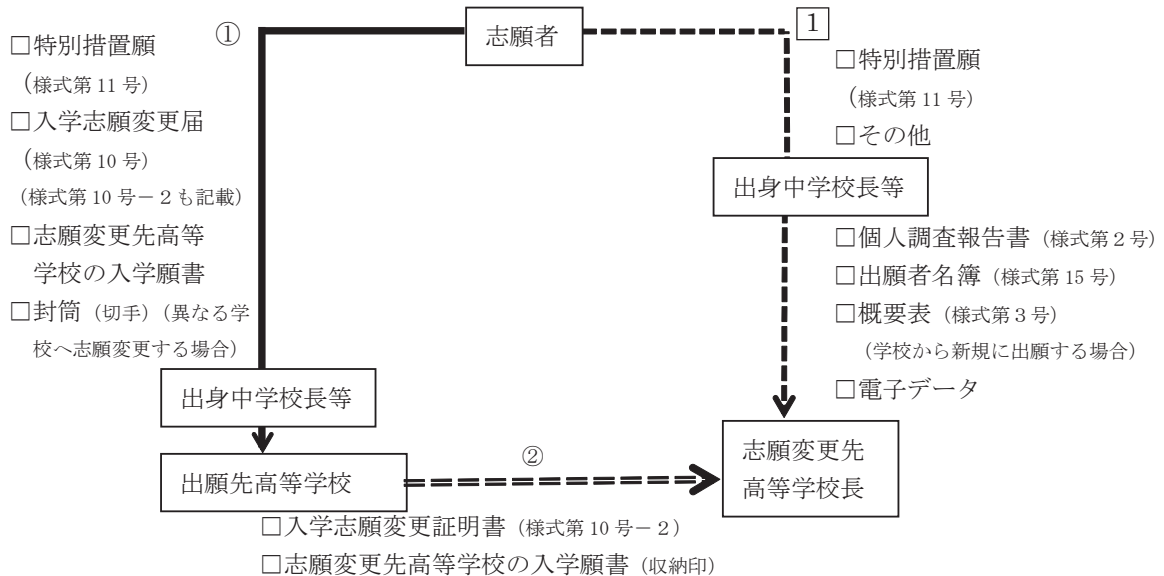 志願者
①
□特別措置願
(様式第 11 号)
□入学志願変更届
(様式第 10 号)
(様式第 10 号－２も記載)
□志願変更先高等
学校の入学願書
□封筒 (切手) (異なる学
校へ志願変更する場合)
出身中学校長等
出願先高等学校
1
□特別措置願
(様式第 11 号)
□その他
出身中学校長等
□個人調査報告書 (様式第２号)
□出願者名簿 (様式第 15 号)
□概要表 (様式第３号)
(学校から新規に出願する場合)
□電子データ
志願変更先
高等学校長
②
□入学志願変更証明書 (様式第 10 号－２)
□志願変更先高等学校の入学願書 (収納印)